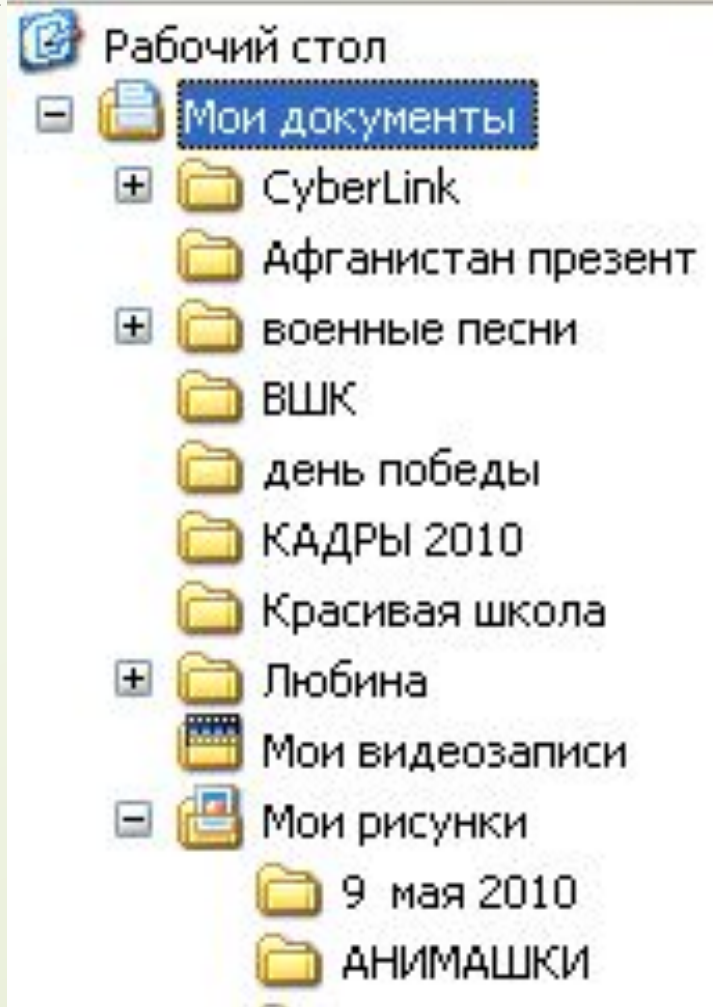 Рабочий стол
Мои документы
CyberLink
Афганистан презент
военные песни
ВШК
день победы
КАДРЫ 2010
Красивая школа
Любина
Мои видеозаписи
Мои рисунки
9 мая 2010
АНИМАШКИ